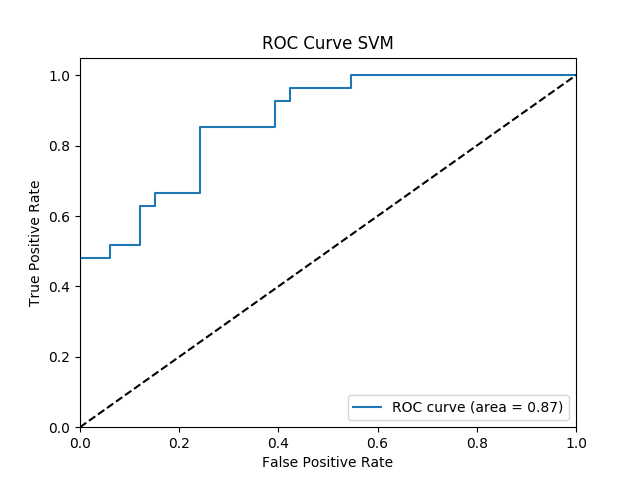 ROC Curve SVM
True Positive Rate
1.0
0.8
0.6
0.4
0.2
0.0
ROC curve (area = 0.87)
0.0 0.2 0.4 0.6 0.8 1.0
False Positive Rate